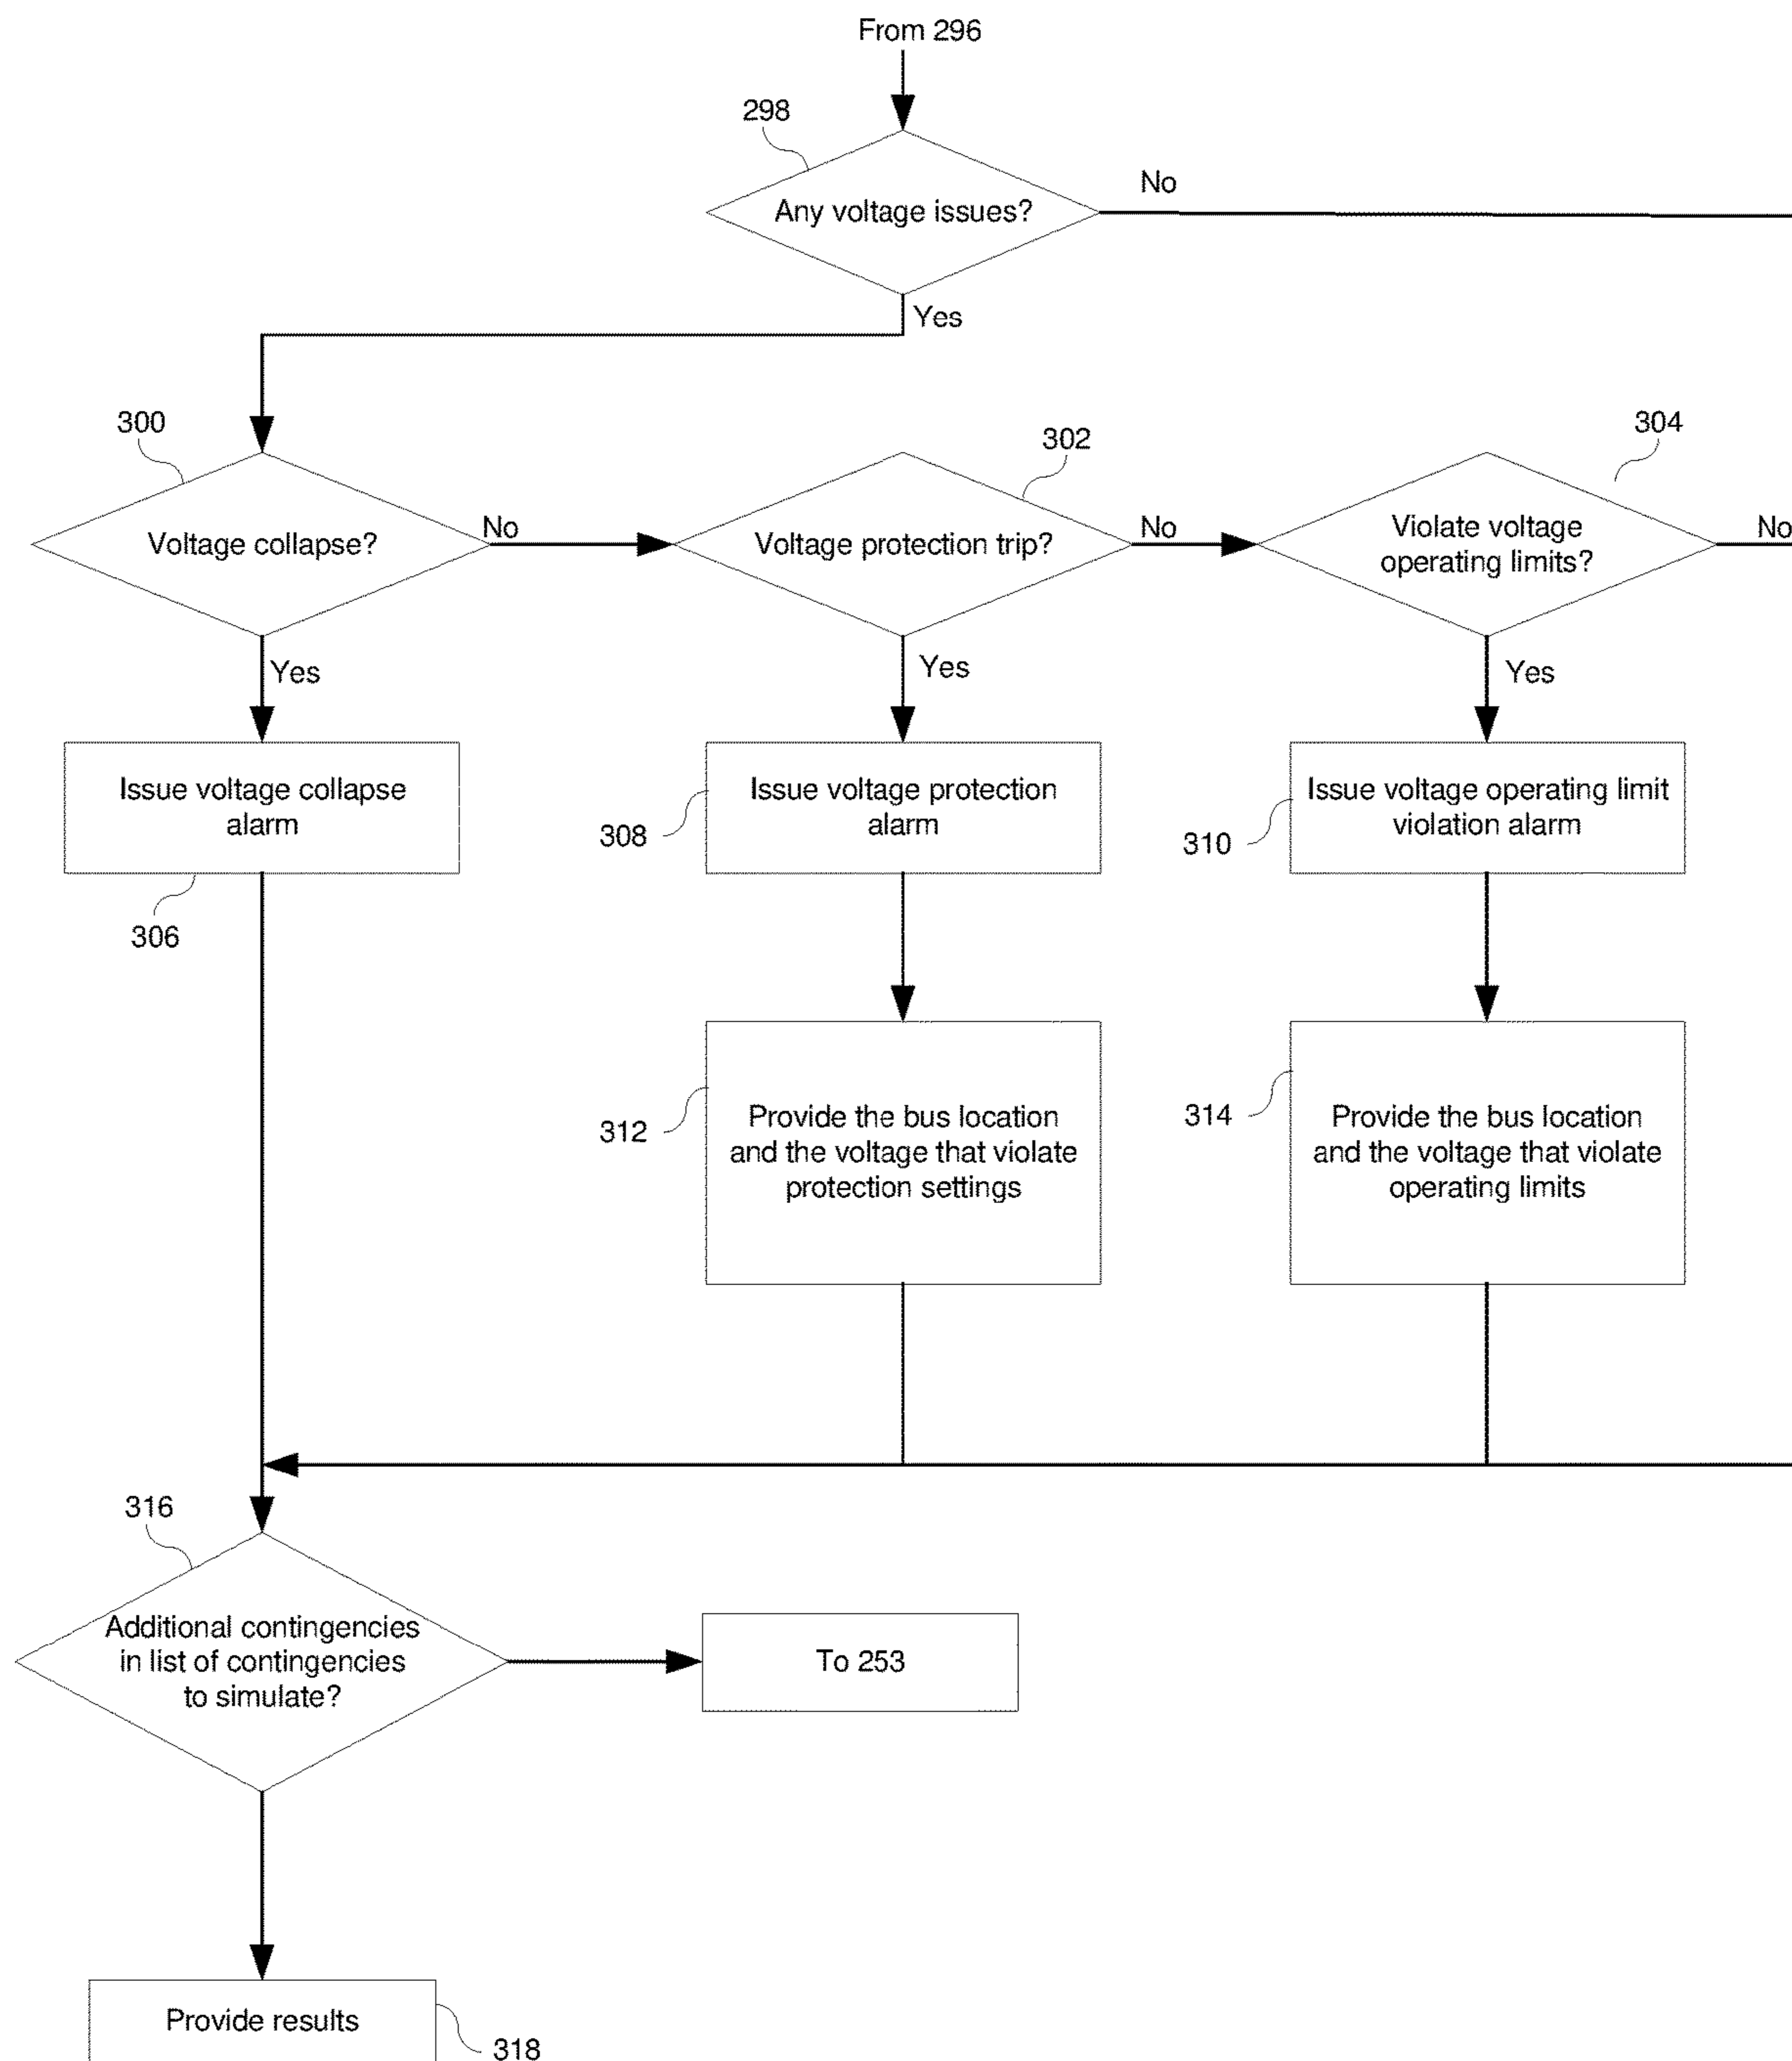 From 296
298
No
Any voltage issues?
Yes
300
302
304
Voltage collapse?
No
Voltage protection trip?
No
Violate voltage
operating limits?
No
Yes
Yes
Yes
Issue voltage collapse
alarm
306
Issue voltage protection
alarm
308
Issue voltage operating limit
violation alarm
310
Provide the bus location
and the voltage that violate
protection settings
312
Provide the bus location
and the voltage that violate
operating limits
314
316
Additional contingencies
in list of contingencies
to simulate?
To 253
Provide results
318